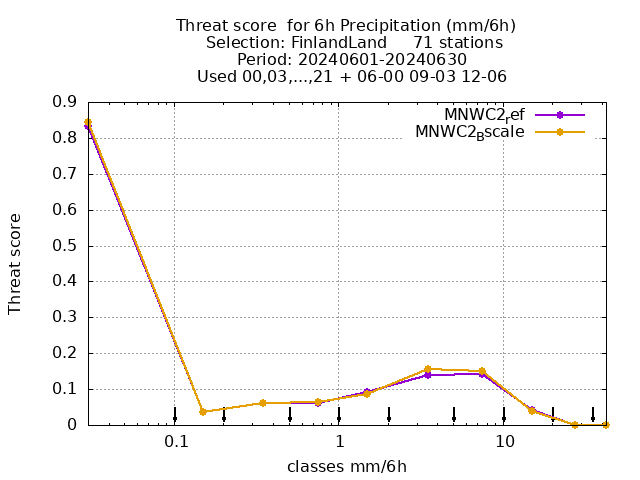 Threat score  for 6h Precipitation (mm/6h)
Selection: FinlandLand     71 stations
Period: 20240601-20240630
Used 00,03,...,21 + 06-00 09-03 12-06
MNWC2ref
MNWC2Bscale
0.9
0.8
0.7
0.6
0.5
0.4
0.3
0.2
0.1
0
Threat score
0.1 1 10
classes mm/6h